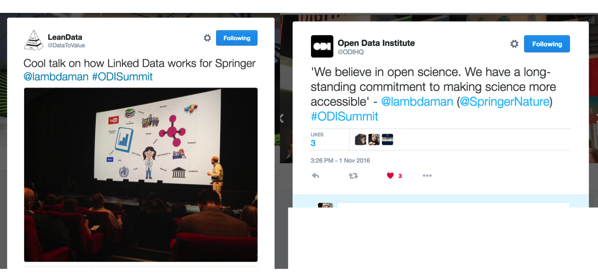 LeanData
@DataToValue
Following
Cool talk on how Linked Data works for Springer
@lambdaman #ODISummit
ODI
Open Data Institute
@ODIHQ
Following
'We believe in open science. We have a long-
standing commitment to making science more
accessible' - @lambdaman (@SpringerNature)
#ODISummit
LIKES
3
3:26 PM - 1 Nov 2016
3